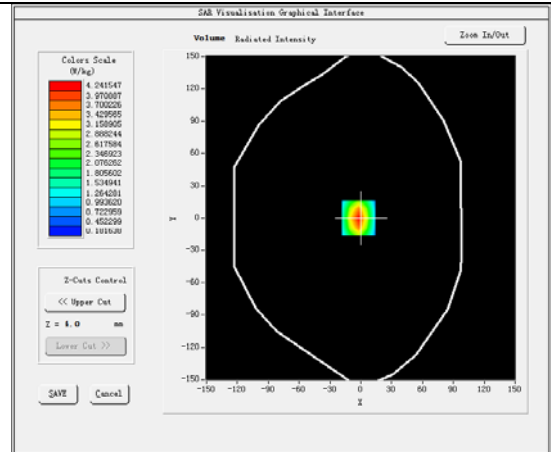 SAR Visualisation Graphical Interface
Volume Radiated Intensity
Zoom In/Out
Colors Scale
(W/kg)
4.241547
3.970887
3.700226
3.429565
3.158905
2.888244
2.617584
2.346923
2.076262
1.805602
1.534941
1.264281
0.993620
0.722959
0.452299
0.181638
150
120
90
60
30
0
-30
-60
-90
-120
-150
Y
-150 -120 -90 -60 -30 0 30 60 90 120 150
X
Z-Cuts Control
<< Upper Cut
Z = 4.0 mm
Lower Cut >>
SAVE Cancel